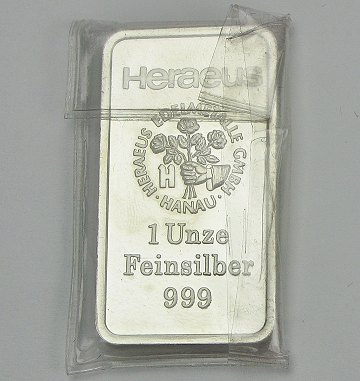 Heraeus
HERAEUS EDELMETALLE GMBH · HANAU ·
H
1 Unze
Feinsilber
999